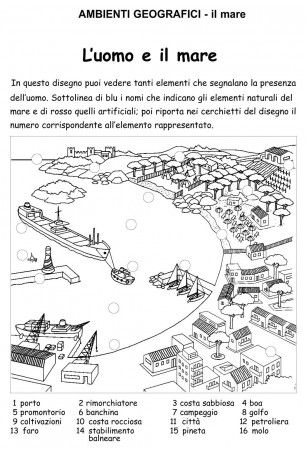 AMBIENTI GEOGRAFICI - il mare
L'uomo e il mare
In questo disegno puoi vedere tanti elementi che segnalano la presenza
dell'uomo. Sottolinea di blu i nomi che indicano gli elementi naturali del
mare e di rosso quelli artificiali; poi riporta nei cerchietti del disegno il
numero corrispondente all'elemento rappresentato.
1 porto 2 rimorchiatore 3 costa sabbiosa 4 boa
5 promontorio 6 banchina 7 campeggio 8 golfo
9 coltivazioni 10 costa rocciosa 11 città 12 petroliera
13 faro 14 stabilimento 15 pineta 16 molo
balneare